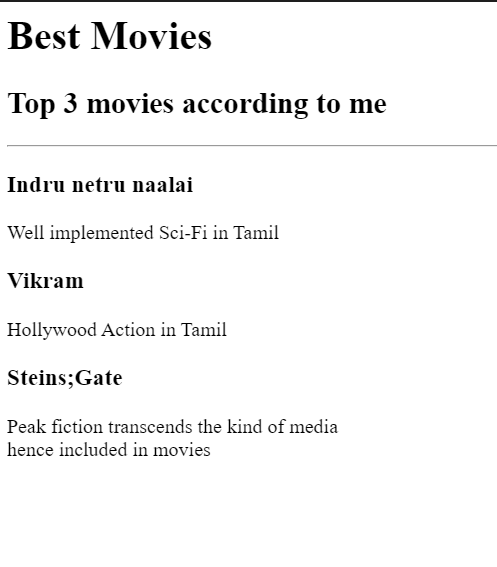 Best Movies
Top 3 movies according to me
Indru netru naalai
Well implemented Sci-Fi in Tamil
Vikram
Hollywood Action in Tamil
Steins;Gate
Peak fiction transcends the kind of media
hence included in movies